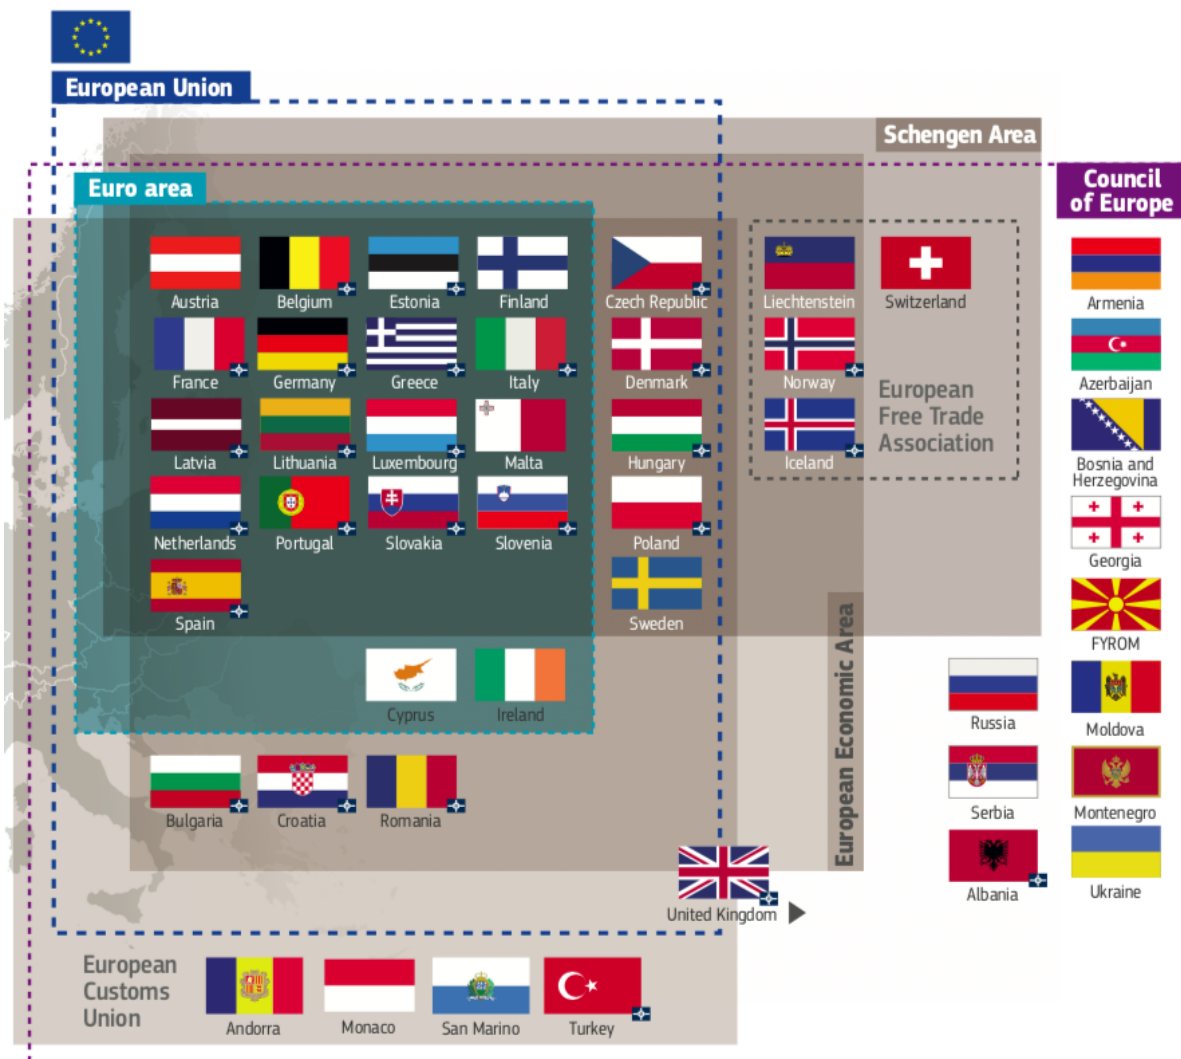 European Union
Schengen Area
Council
of Europe
Euro area
Austria
Belgium
Estonia
Finland
Czech Republic
Liechtenstein
Switzerland
Armenia
France
Germany
Greece
Italy
Denmark
Norway
European
Free Trade
Association
Azerbaijan
Latvia
Lithuania
Luxembourg
Malta
Hungary
Iceland
Bosnia and
Herzegovina
Netherlands
Portugal
Slovakia
Slovenia
Poland
Georgia
Spain
Sweden
European Economic Area
FYROM
Cyprus
Ireland
Russia
Moldova
Bulgaria
Croatia
Romania
Serbia
Montenegro
United Kingdom
Albania
Ukraine
European
Customs
Union
Andorra
Monaco
San Marino
Turkey